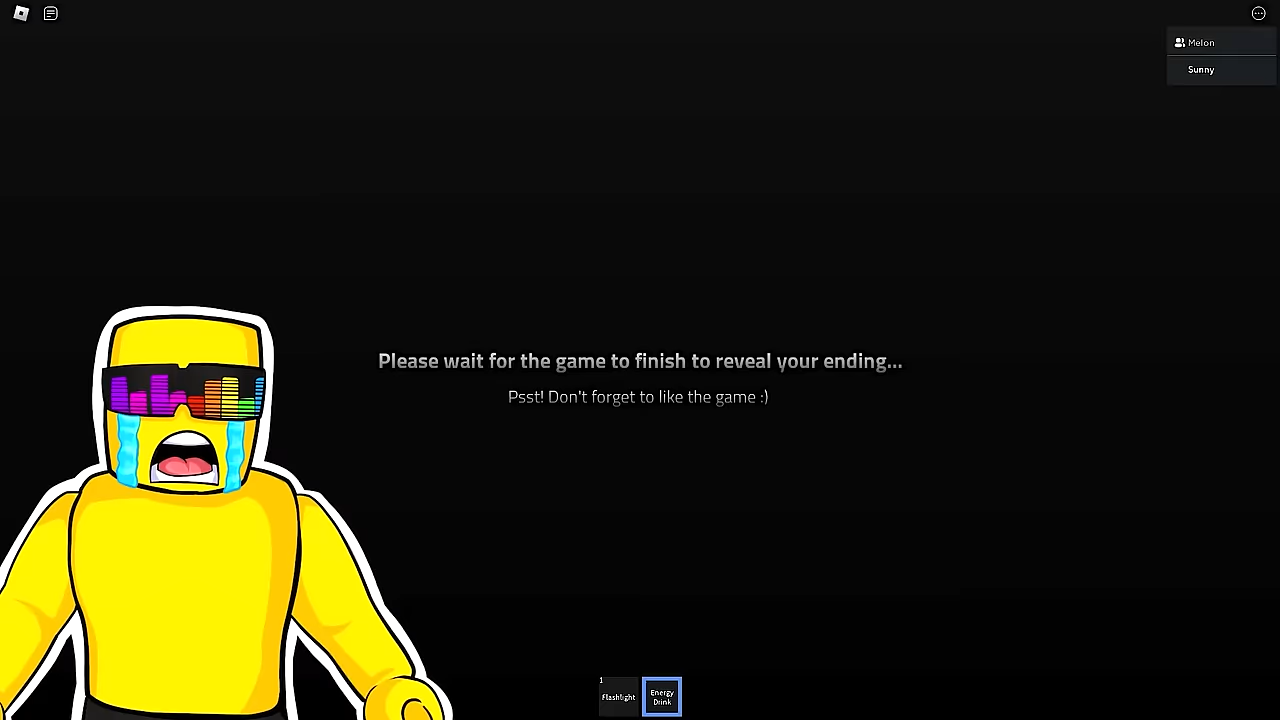 Melon
Sunny
Please wait for the game to finish to reveal your ending...
Psst! Don't forget to like the game :)
1
Flashlight
Energy
Drink